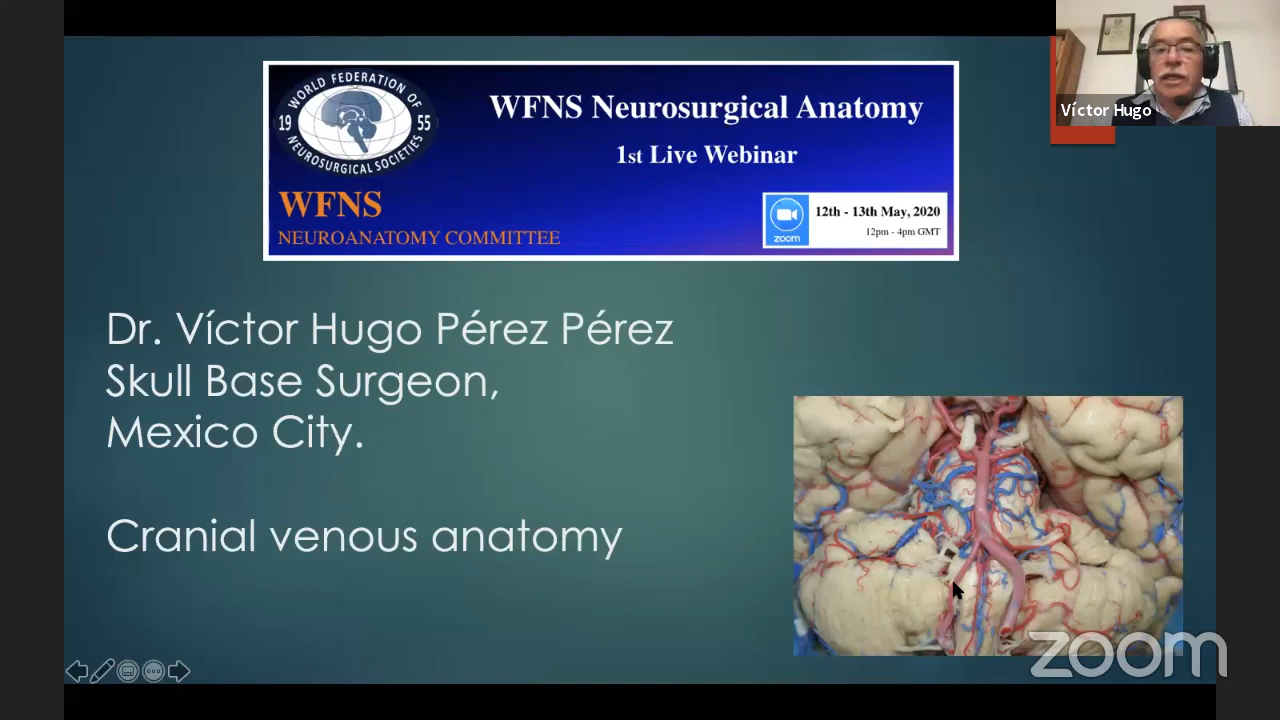 WORLD FEDERATION OF
19 55
NEUROSURGICAL SOCIETIES
WFNS Neurosurgical Anatomy
1st Live Webinar
WFNS
NEUROANATOMY COMMITTEE
zoom
12th - 13th May, 2020
12pm - 4pm GMT
Víctor Hugo
Dr. Víctor Hugo Pérez Pérez
Skull Base Surgeon,
Mexico City.
Cranial venous anatomy
zoom